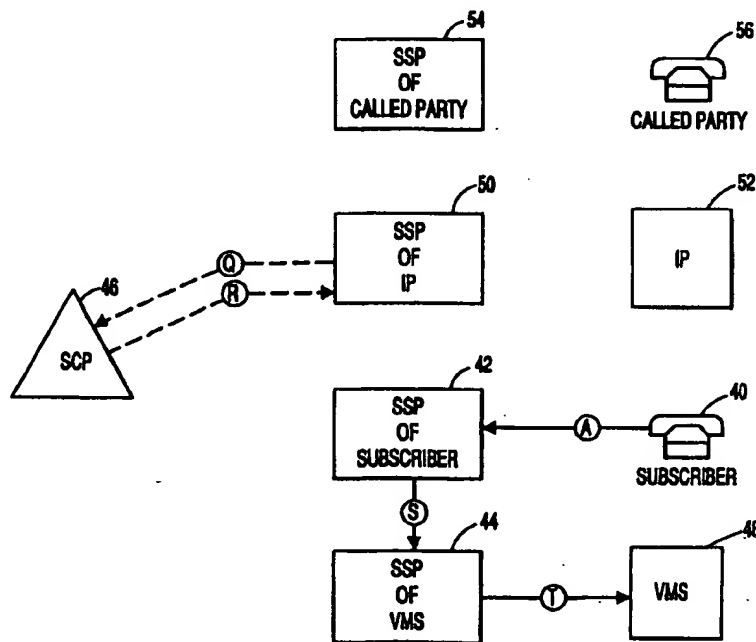 54
SSP
OF
CALLED PARTY
56
CALLED PARTY
50
SSP
OF
IP
52
IP
Q
R
46
SCP
42
SSP
OF
SUBSCRIBER
A
40
SUBSCRIBER
S
44
SSP
OF
VMS
T
48
VMS